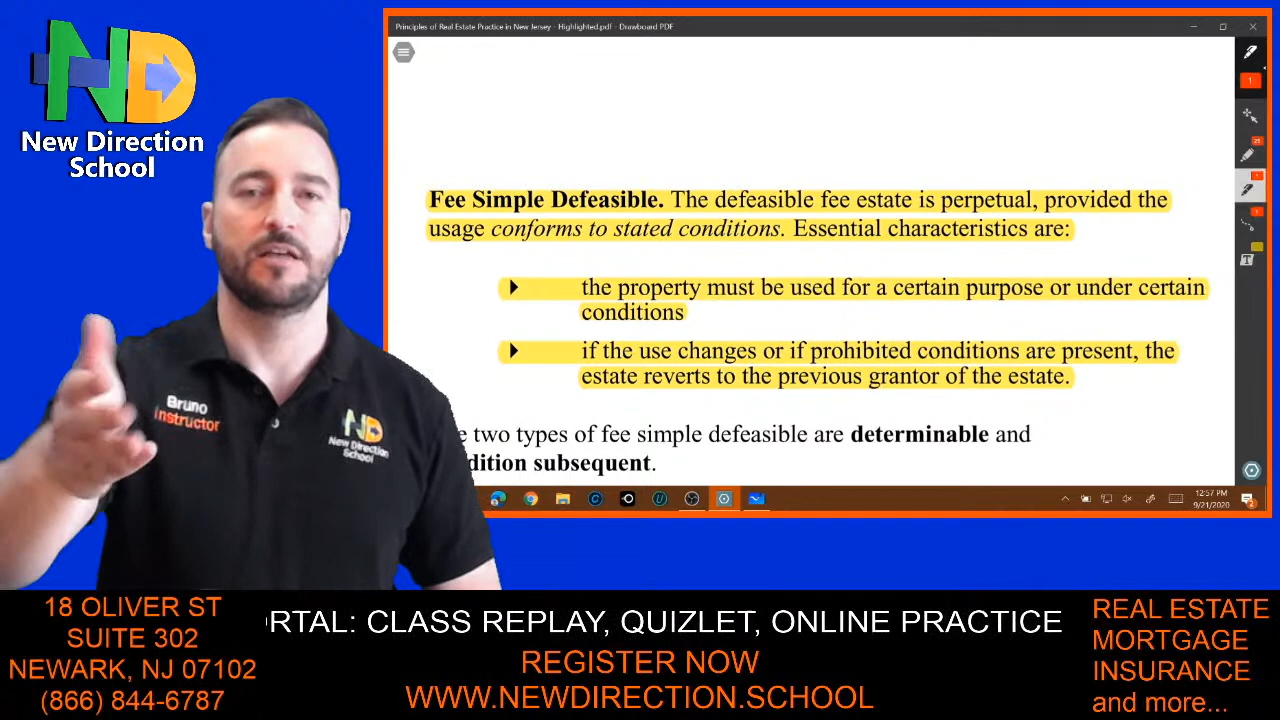 ND
New Direction
School
Principles of Real Estate Practice in New Jersey - Highlighted.pdf - Drawboard PDF
Fee Simple Defeasible. The defeasible fee estate is perpetual, provided the
usage conforms to stated conditions. Essential characteristics are:
the property must be used for a certain purpose or under certain
conditions
if the use changes or if prohibited conditions are present, the
estate reverts to the previous grantor of the estate.
two types of fee simple defeasible are determinable and
subsequent.
12:57 PM
9/21/2020
Bruno
Instructor
ND
New Direction
School
18 OLIVER ST
SUITE 302
NEWARK, NJ 07102
(866) 844-6787
RTAL: CLASS REPLAY, QUIZLET, ONLINE PRACTICE
REGISTER NOW
WWW.NEWDIRECTION.SCHOOL
REAL ESTATE
MORTGAGE
INSURANCE
and more...